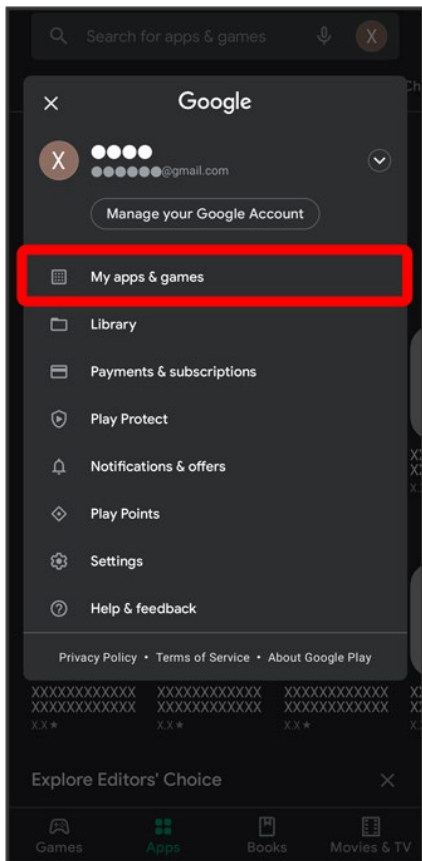 Search for apps & games X
Ch
Google
X
@gmail.com
Manage your Google Account
My apps & games
Library
Payments & subscriptions
Play Protect
Notifications & offers
Play Points
Settings
Help & feedback
Privacy Policy • Terms of Service • About Google Play
XXXXXXXXXXXX XXXXXXXXXXXX XXXXXXXXXXXX
XXXXXXXXXXXX XXXXXXXXXXXX XXXXXXXXXXXX
X.X★ X.X★ X.X★
Explore Editors' Choice
Games Apps Books Movies & TV